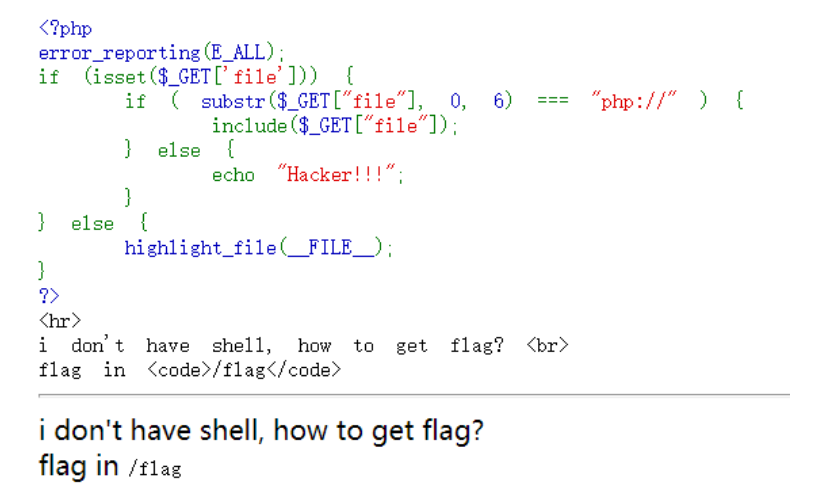 <?php
error_reporting(E_ALL);
if (isset($_GET['file'])) {
        if ( substr($_GET["file"], 0, 6) === "php://" ) {
                include($_GET["file"]);
        } else {
                echo "Hacker!!!";
        }
} else {
        highlight_file(__FILE__);
}
?>
<hr>
i don't have shell, how to get flag? <br>
flag in <code>/flag</code>
i don't have shell, how to get flag?
flag in /flag